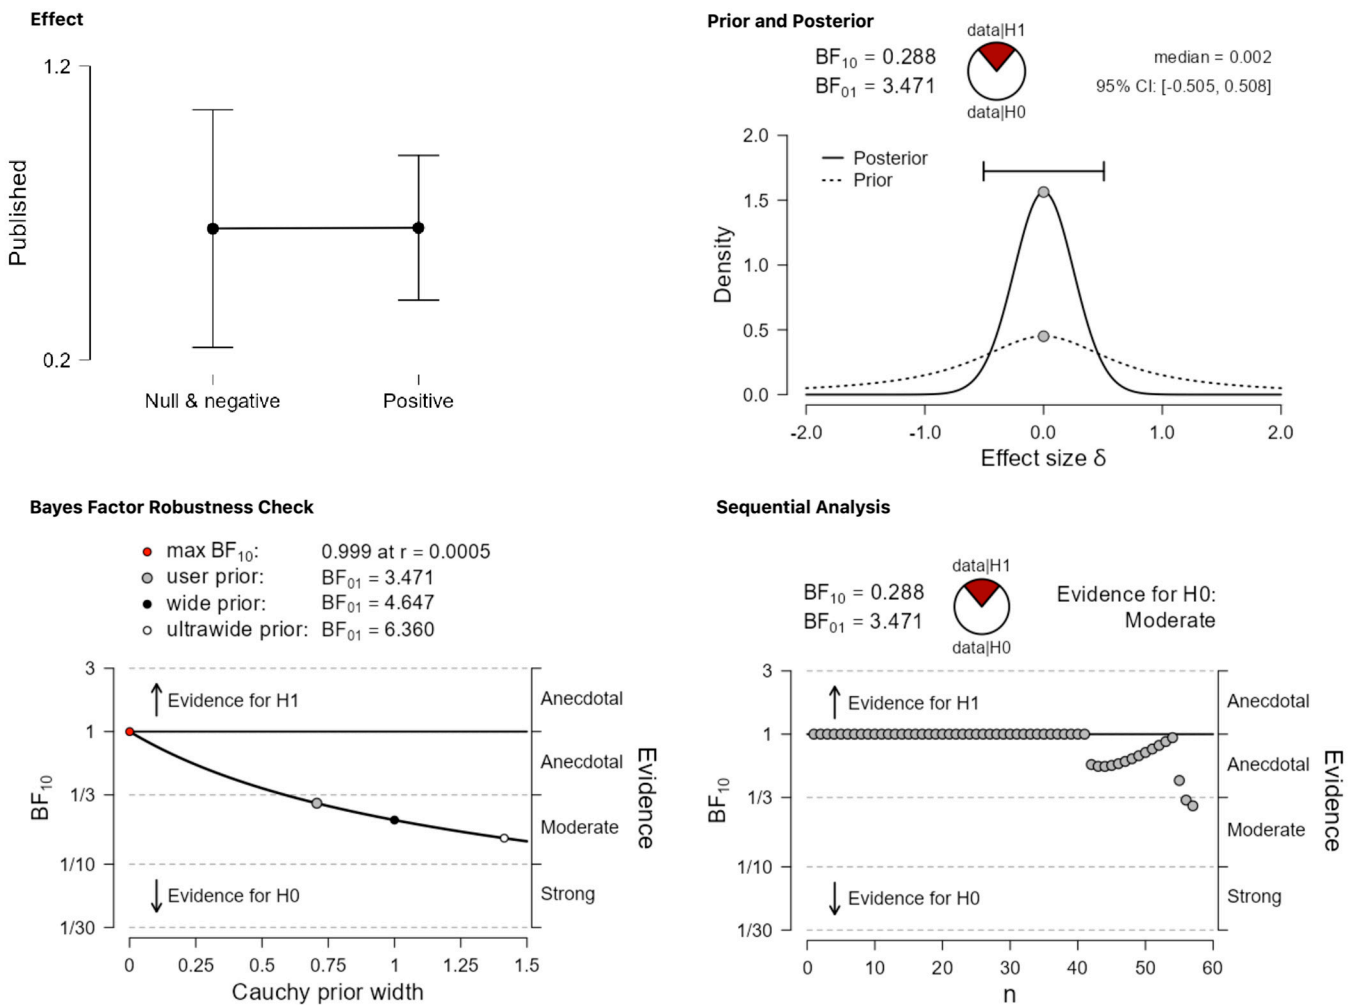 Effect
1.2
0.2
Published
Null & negative
Positive
Prior and Posterior
data|H1
BF10 = 0.288
BF01 = 3.471
data|H0
median = 0.002
95% CI: [-0.505, 0.508]
Posterior
Prior
2.0
1.5
1.0
0.5
0.0
Density
-2.0 -1.0 0.0 1.0 2.0
Effect size δ
Bayes Factor Robustness Check
max BF10: 0.999 at r = 0.0005
user prior: BF01 = 3.471
wide prior: BF01 = 4.647
ultrawide prior: BF01 = 6.360
3
1
1/3
1/10
1/30
BF10
Evidence for H1
Evidence for H0
Anecdotal
Anecdotal
Moderate
Strong
Evidence
0 0.25 0.5 0.75 1 1.25 1.5
Cauchy prior width
Sequential Analysis
data|H1
BF10 = 0.288
BF01 = 3.471
data|H0
Evidence for H0:
Moderate
3
1
1/3
1/10
1/30
BF10
Evidence for H1
Evidence for H0
Anecdotal
Anecdotal
Moderate
Strong
Evidence
0 10 20 30 40 50 60
n